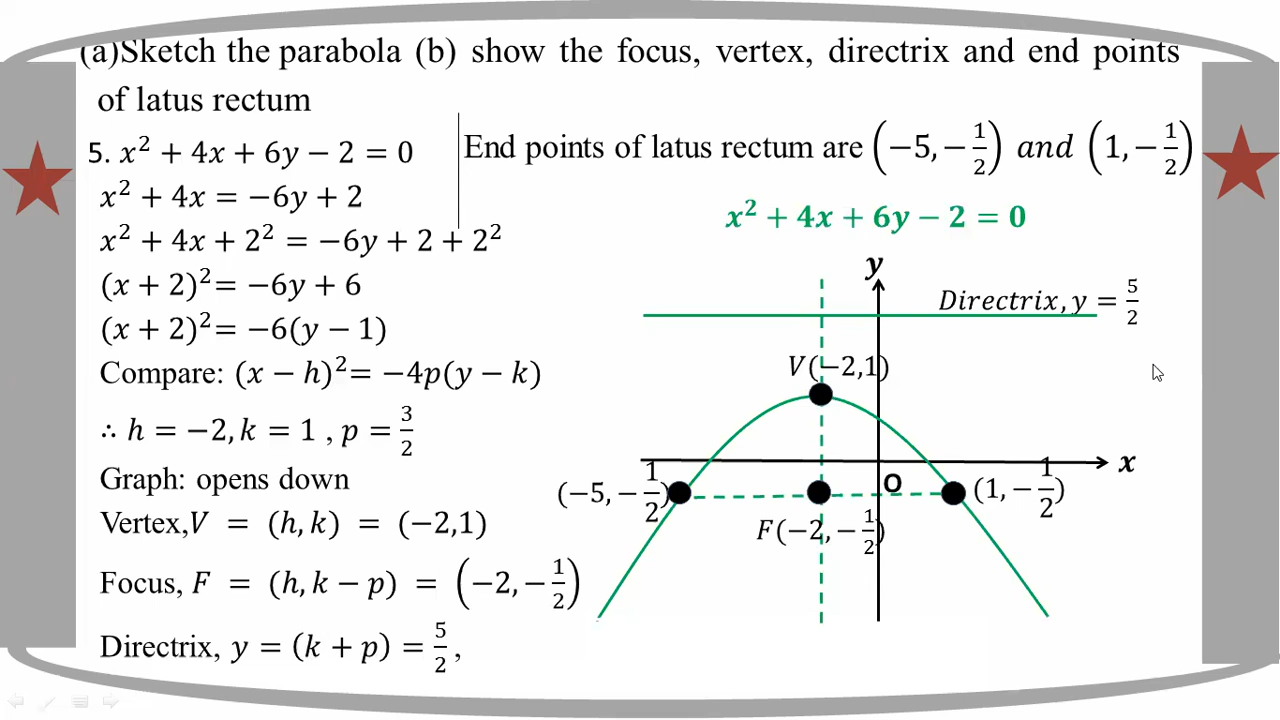 (a)Sketch the parabola (b) show the focus, vertex, directrix and end points
of latus rectum
5. x² + 4x + 6y − 2 = 0
x² + 4x = −6y + 2
x² + 4x + 2² = −6y + 2 + 2²
(x + 2)²= −6y + 6
(x + 2)²= −6(y − 1)
Compare: (x − h)²= −4p(y − k)
∴ h = −2, k = 1 , p = 3/2
Graph: opens down
Vertex,V = (h, k) = (−2,1)
Focus, F = (h, k − p) = (−2, −1/2)
Directrix, y = (k + p) = 5/2 ,
End points of latus rectum are (−5, −1/2) and (1, −1/2)
x² + 4x + 6y − 2 = 0
y
Directrix, y = 5/2
V(−2,1)
x
O
(−5, −1/2)
(1, −1/2)
F(−2, −1/2)